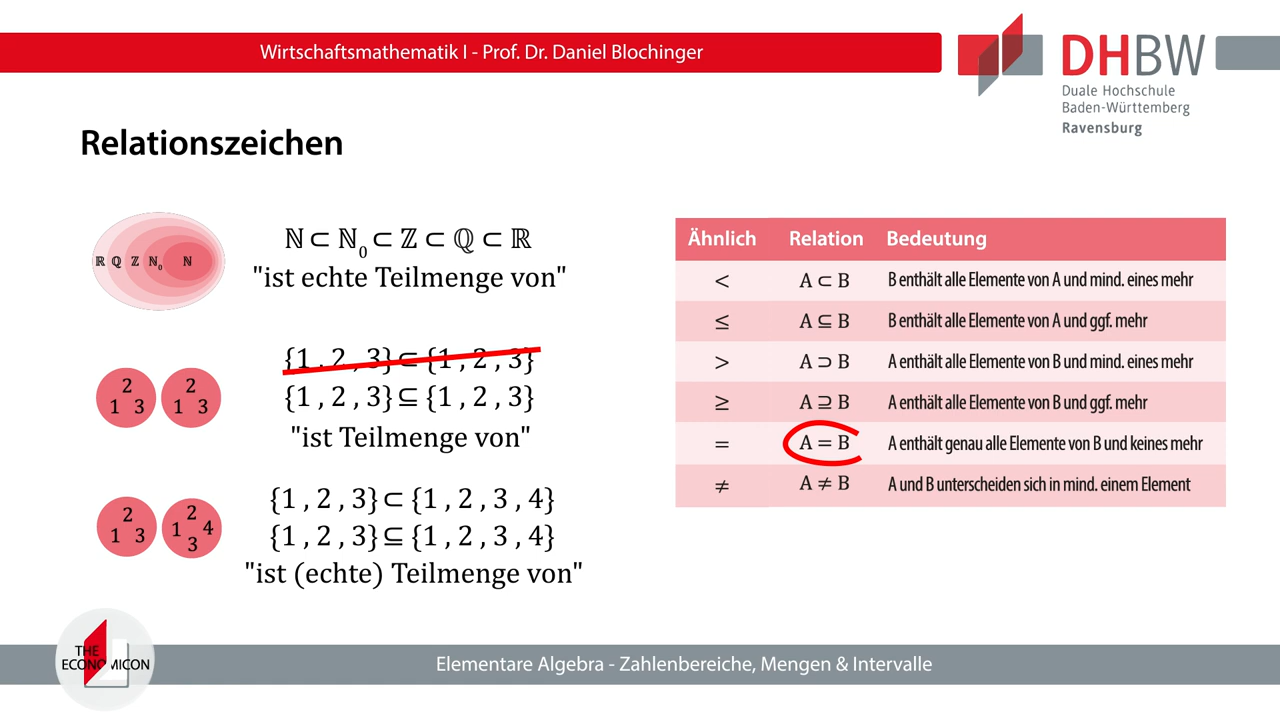 Wirtschaftsmathematik I - Prof. Dr. Daniel Blochinger
DHBW
Duale Hochschule
Baden-Württemberg
Ravensburg
Relationszeichen
ℝ ℚ ℤ ℕ₀ ℕ
ℕ ⊂ ℕ₀ ⊂ ℤ ⊂ ℚ ⊂ ℝ
"ist echte Teilmenge von"
{1 , 2 , 3} ⊂ {1 , 2 , 3}
2 2
1 3 1 3
{1 , 2 , 3} ⊆ {1 , 2 , 3}
"ist Teilmenge von"
{1 , 2 , 3} ⊂ {1 , 2 , 3 , 4}
2 2
1 3 1 4
3
{1 , 2 , 3} ⊆ {1 , 2 , 3 , 4}
"ist (echte) Teilmenge von"
Ähnlich Relation Bedeutung
< A ⊂ B B enthält alle Elemente von A und mind. eines mehr
≤ A ⊆ B B enthält alle Elemente von A und ggf. mehr
> A ⊃ B A enthält alle Elemente von B und mind. eines mehr
≥ A ⊇ B A enthält alle Elemente von B und ggf. mehr
= A = B A enthält genau alle Elemente von B und keines mehr
≠ A ≠ B A und B unterscheiden sich in mind. einem Element
THE
ECONOMICON
Elementare Algebra - Zahlenbereiche, Mengen & Intervalle